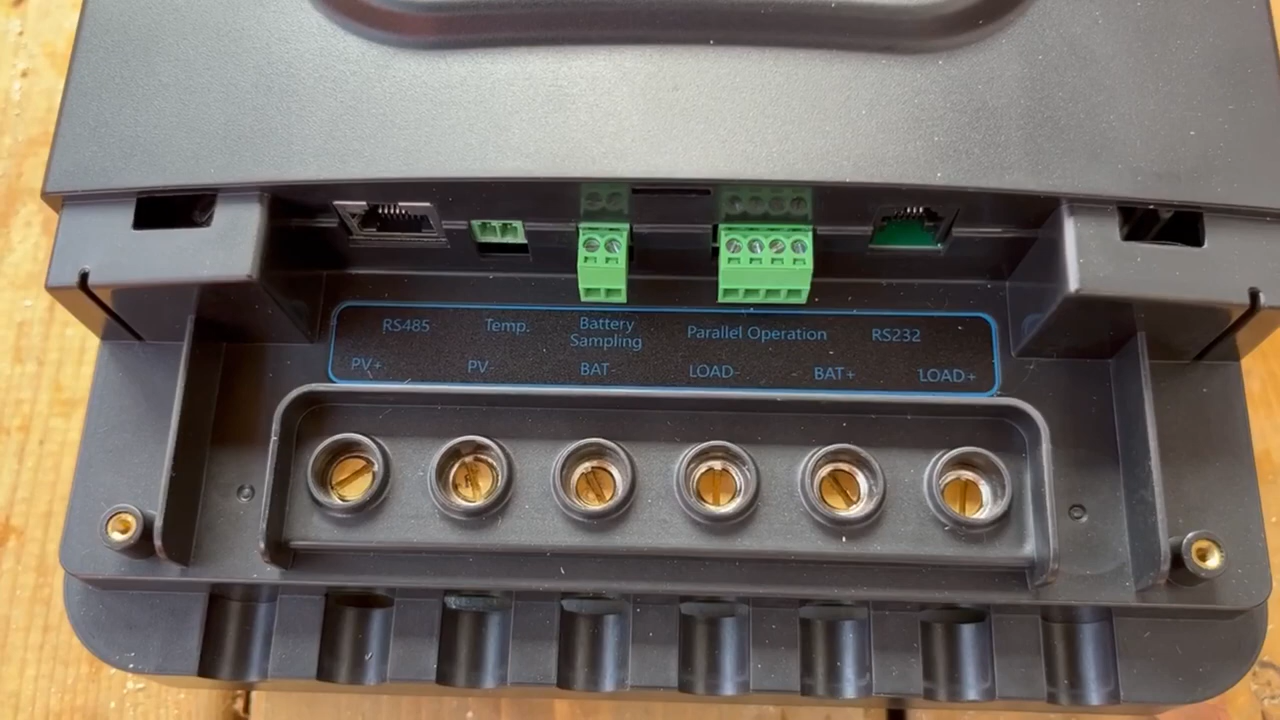 RS485 Temp. Battery Sampling Parallel Operation RS232
PV+ PV- BAT- LOAD- BAT+ LOAD+